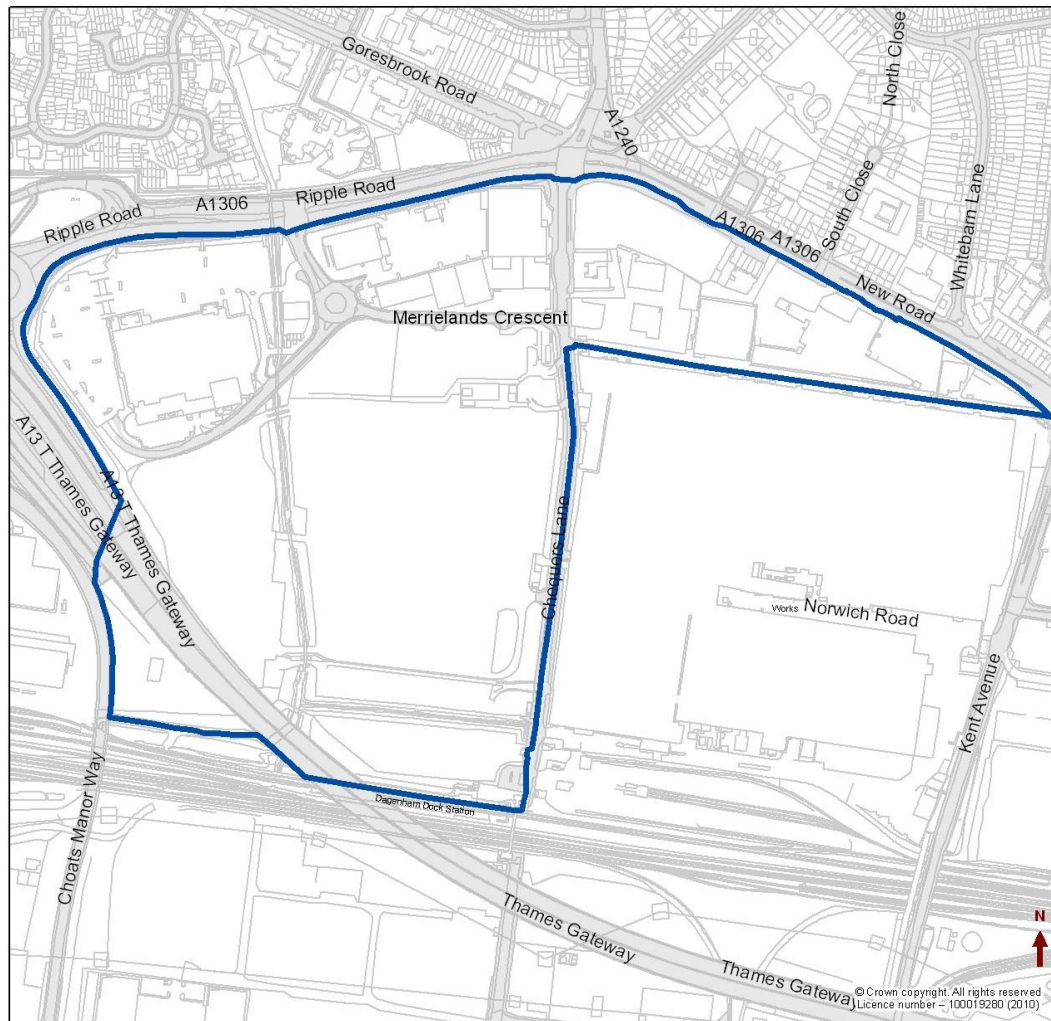 North Close
Goresbrook Road
A1240
Ripple Road
A1306
Ripple Road
South Close
A1306
A1306
Whitebarn Lane
New Road
Merrielands Crescent
A13 T Thames Gateway
A13 T Thames Gateway
Chequers Lane
Works
Norwich Road
Kent Avenue
Choats Manor Way
Dagenham Dock Station
Thames Gateway
Thames Gateway
N
© Crown copyright. All rights reserved
Licence number – 100019280 (2010)